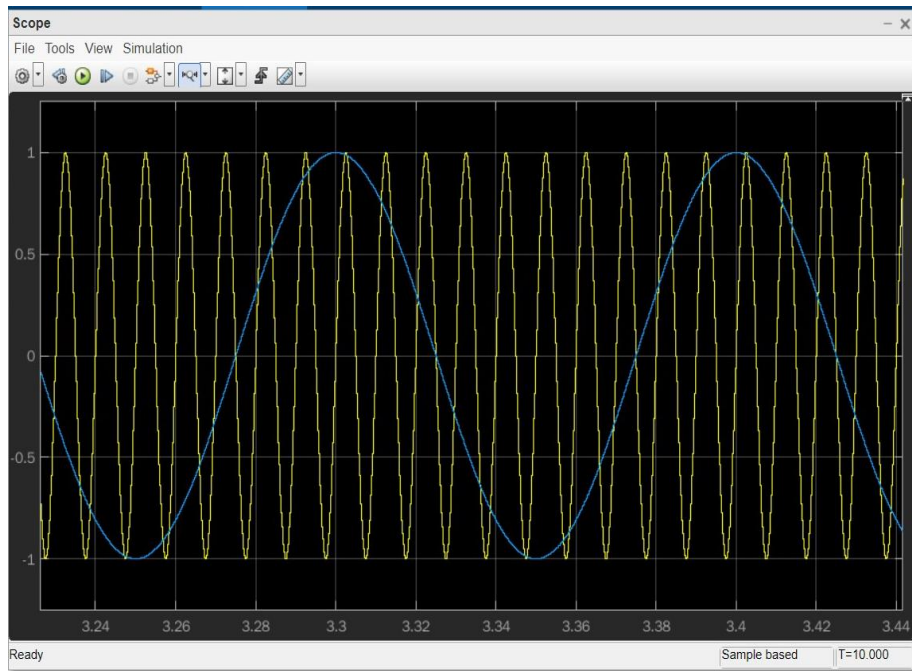 Scope
File Tools View Simulation
1
0.5
0
-0.5
-1
3.24 3.26 3.28 3.3 3.32 3.34 3.36 3.38 3.4 3.42 3.44
Ready Sample based T=10.000